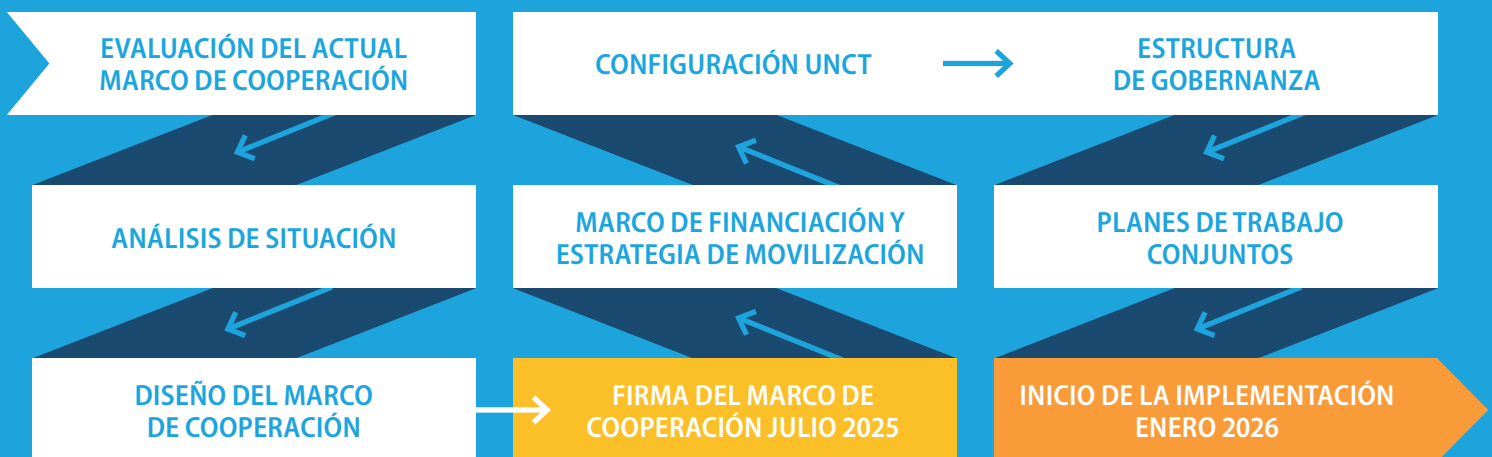 EVALUACIÓN DEL ACTUAL
MARCO DE COOPERACIÓN
ANÁLISIS DE SITUACIÓN
DISEÑO DEL MARCO
DE COOPERACIÓN
FIRMA DEL MARCO DE
COOPERACIÓN JULIO 2025
MARCO DE FINANCIACIÓN Y
ESTRATEGIA DE MOVILIZACIÓN
CONFIGURACIÓN UNCT
ESTRUCTURA
DE GOBERNANZA
PLANES DE TRABAJO
CONJUNTOS
INICIO DE LA IMPLEMENTACIÓN
ENERO 2026